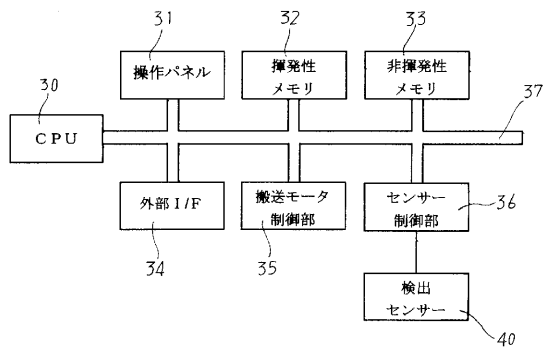 31
32
33
操作パネル
揮発性
メモリ
非揮発性
メモリ
30
37
CPU
外部I/F
搬送モータ
制御部
センサー
制御部
34
35
36
検出
センサー
40